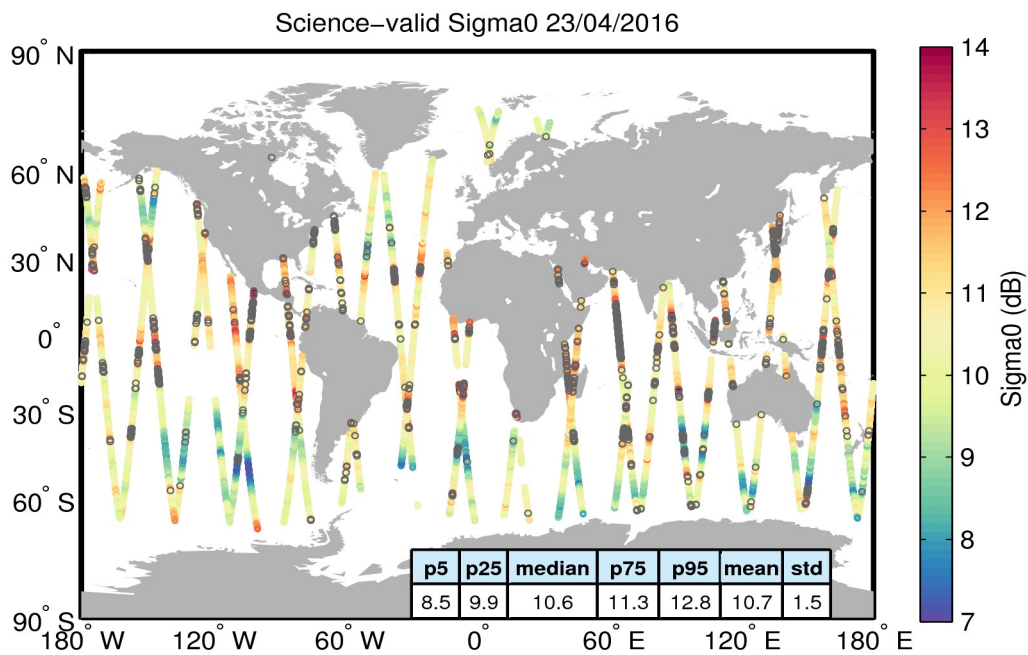 Science−valid Sigma0 23/04/2016
90° N
60° N
30° N
0°
30° S
60° S
90° S
180° W
120° W
60° W
0°
60° E
120° E
180° E
p5 p25 median p75 p95 mean std
8.5 9.9 10.6 11.3 12.8 10.7 1.5
14
13
12
11
10
9
8
7
Sigma0 (dB)